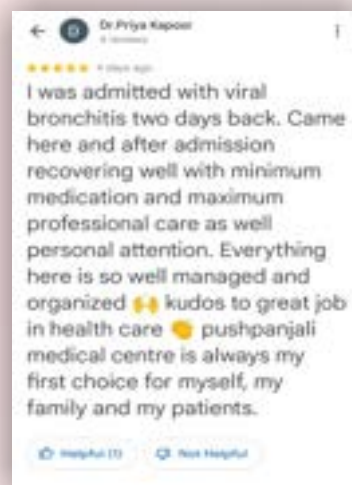 Dr.Priya Kapoor
4 days ago
I was admitted with viral
bronchitis two days back. Came
here and after admission
recovering well with minimum
medication and maximum
professional care as well
personal attention. Everything
here is so well managed and
organized 🙌 kudos to great job
in health care 👏 pushpanjali
medical centre is always my
first choice for myself, my
family and my patients.
Helpful (1) Not Helpful